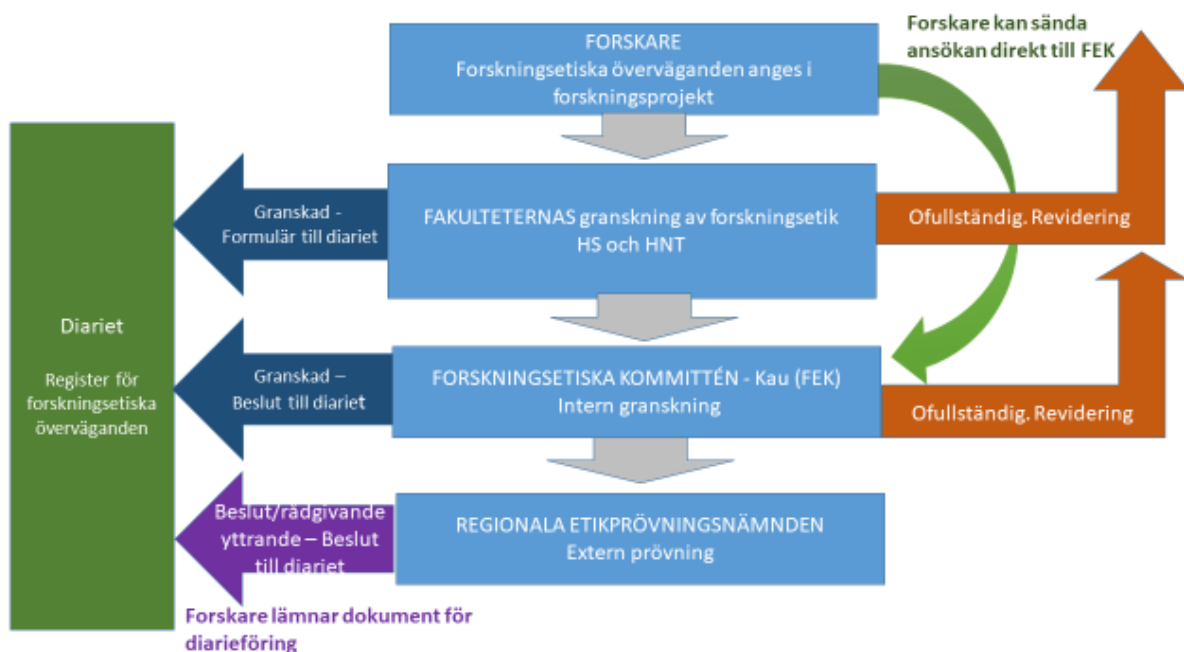 Forskare kan sända
ansökan direkt till FEK
FORSKARE
Forskningsetiska överväganden anges i
forskningsprojekt
Granskad -
Formulär till diariet
FAKULTETERNAS granskning av forskningsetik
HS och HNT
Ofullständig. Revidering
Diariet
Register för
forskningsetiska
överväganden
Granskad –
Beslut till diariet
FORSKNINGSETISKA KOMMITTÉN - Kau (FEK)
Intern granskning
Ofullständig. Revidering
Beslut/rådgivande
yttrande – Beslut
till diariet
REGIONALA ETIKPRÖVNINGSNÄMNDEN
Extern prövning
Forskare lämnar dokument för
diarieföring